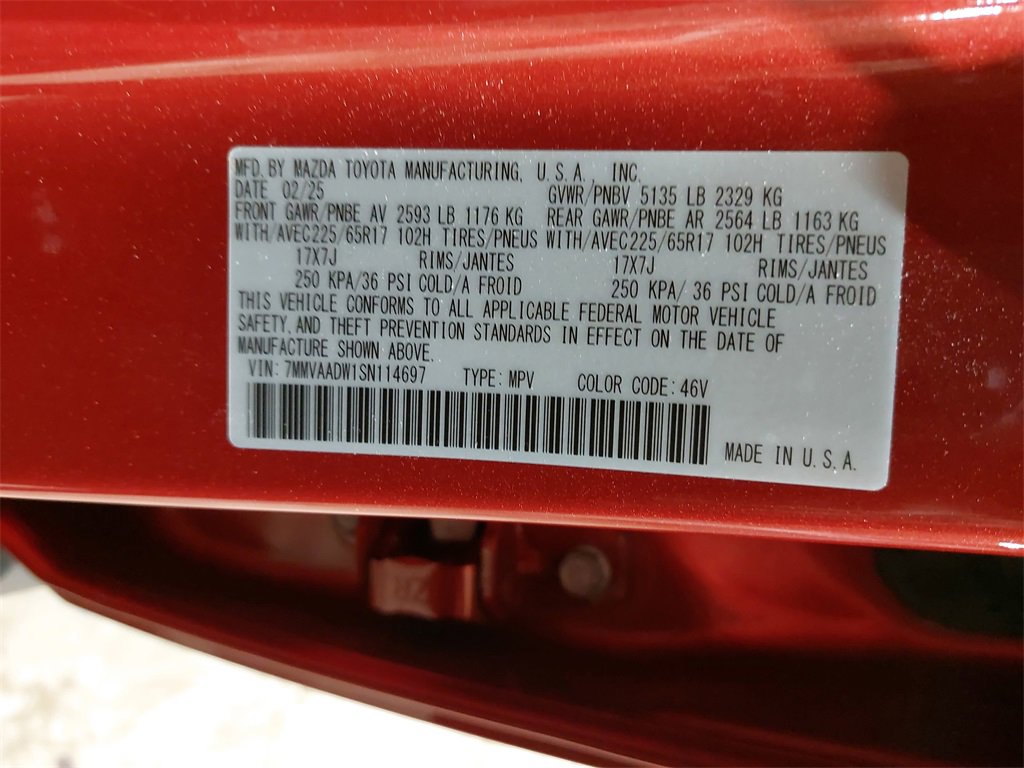 MFD. BY MAZDA TOYOTA MANUFACTURING, U.S.A., INC.
DATE 02/25 GVWR/PNBV 5135 LB 2329 KG
FRONT GAWR/PNBE AV 2593 LB 1176 KG REAR GAWR/PNBE AR 2564 LB 1163 KG
WITH/AVEC225/65R17 102H TIRES/PNEUS WITH/AVEC225/65R17 102H TIRES/PNEUS
17X7J RIMS/JANTES 17X7J RIMS/JANTES
250 KPA/36 PSI COLD/A FROID 250 KPA/ 36 PSI COLD/A FROID
THIS VEHICLE CONFORMS TO ALL APPLICABLE FEDERAL MOTOR VEHICLE
SAFETY, AND THEFT PREVENTION STANDARDS IN EFFECT ON THE DATE OF
MANUFACTURE SHOWN ABOVE.
VIN: 7MMVAADW1SN114697 TYPE: MPV COLOR CODE: 46V
MADE IN U.S.A.